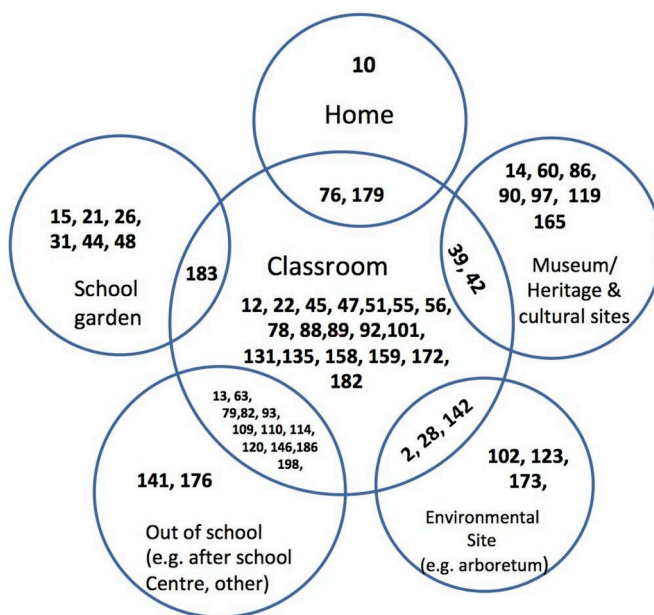 10
Home
76, 179
14, 60, 86,
90, 97, 119
165
Museum/
Heritage &
cultural sites
39, 42
15, 21, 26,
31, 44, 48
School
garden
183
Classroom
12, 22, 45, 47,51,55, 56,
78, 88,89, 92,101,
131,135, 158, 159, 172,
182
13, 63,
79,82, 93,
109, 110, 114,
120, 146,186
198,
141, 176
Out of school
(e.g. after school
Centre, other)
2, 28, 142
102, 123,
173,
Environmental
Site
(e.g. arboretum)